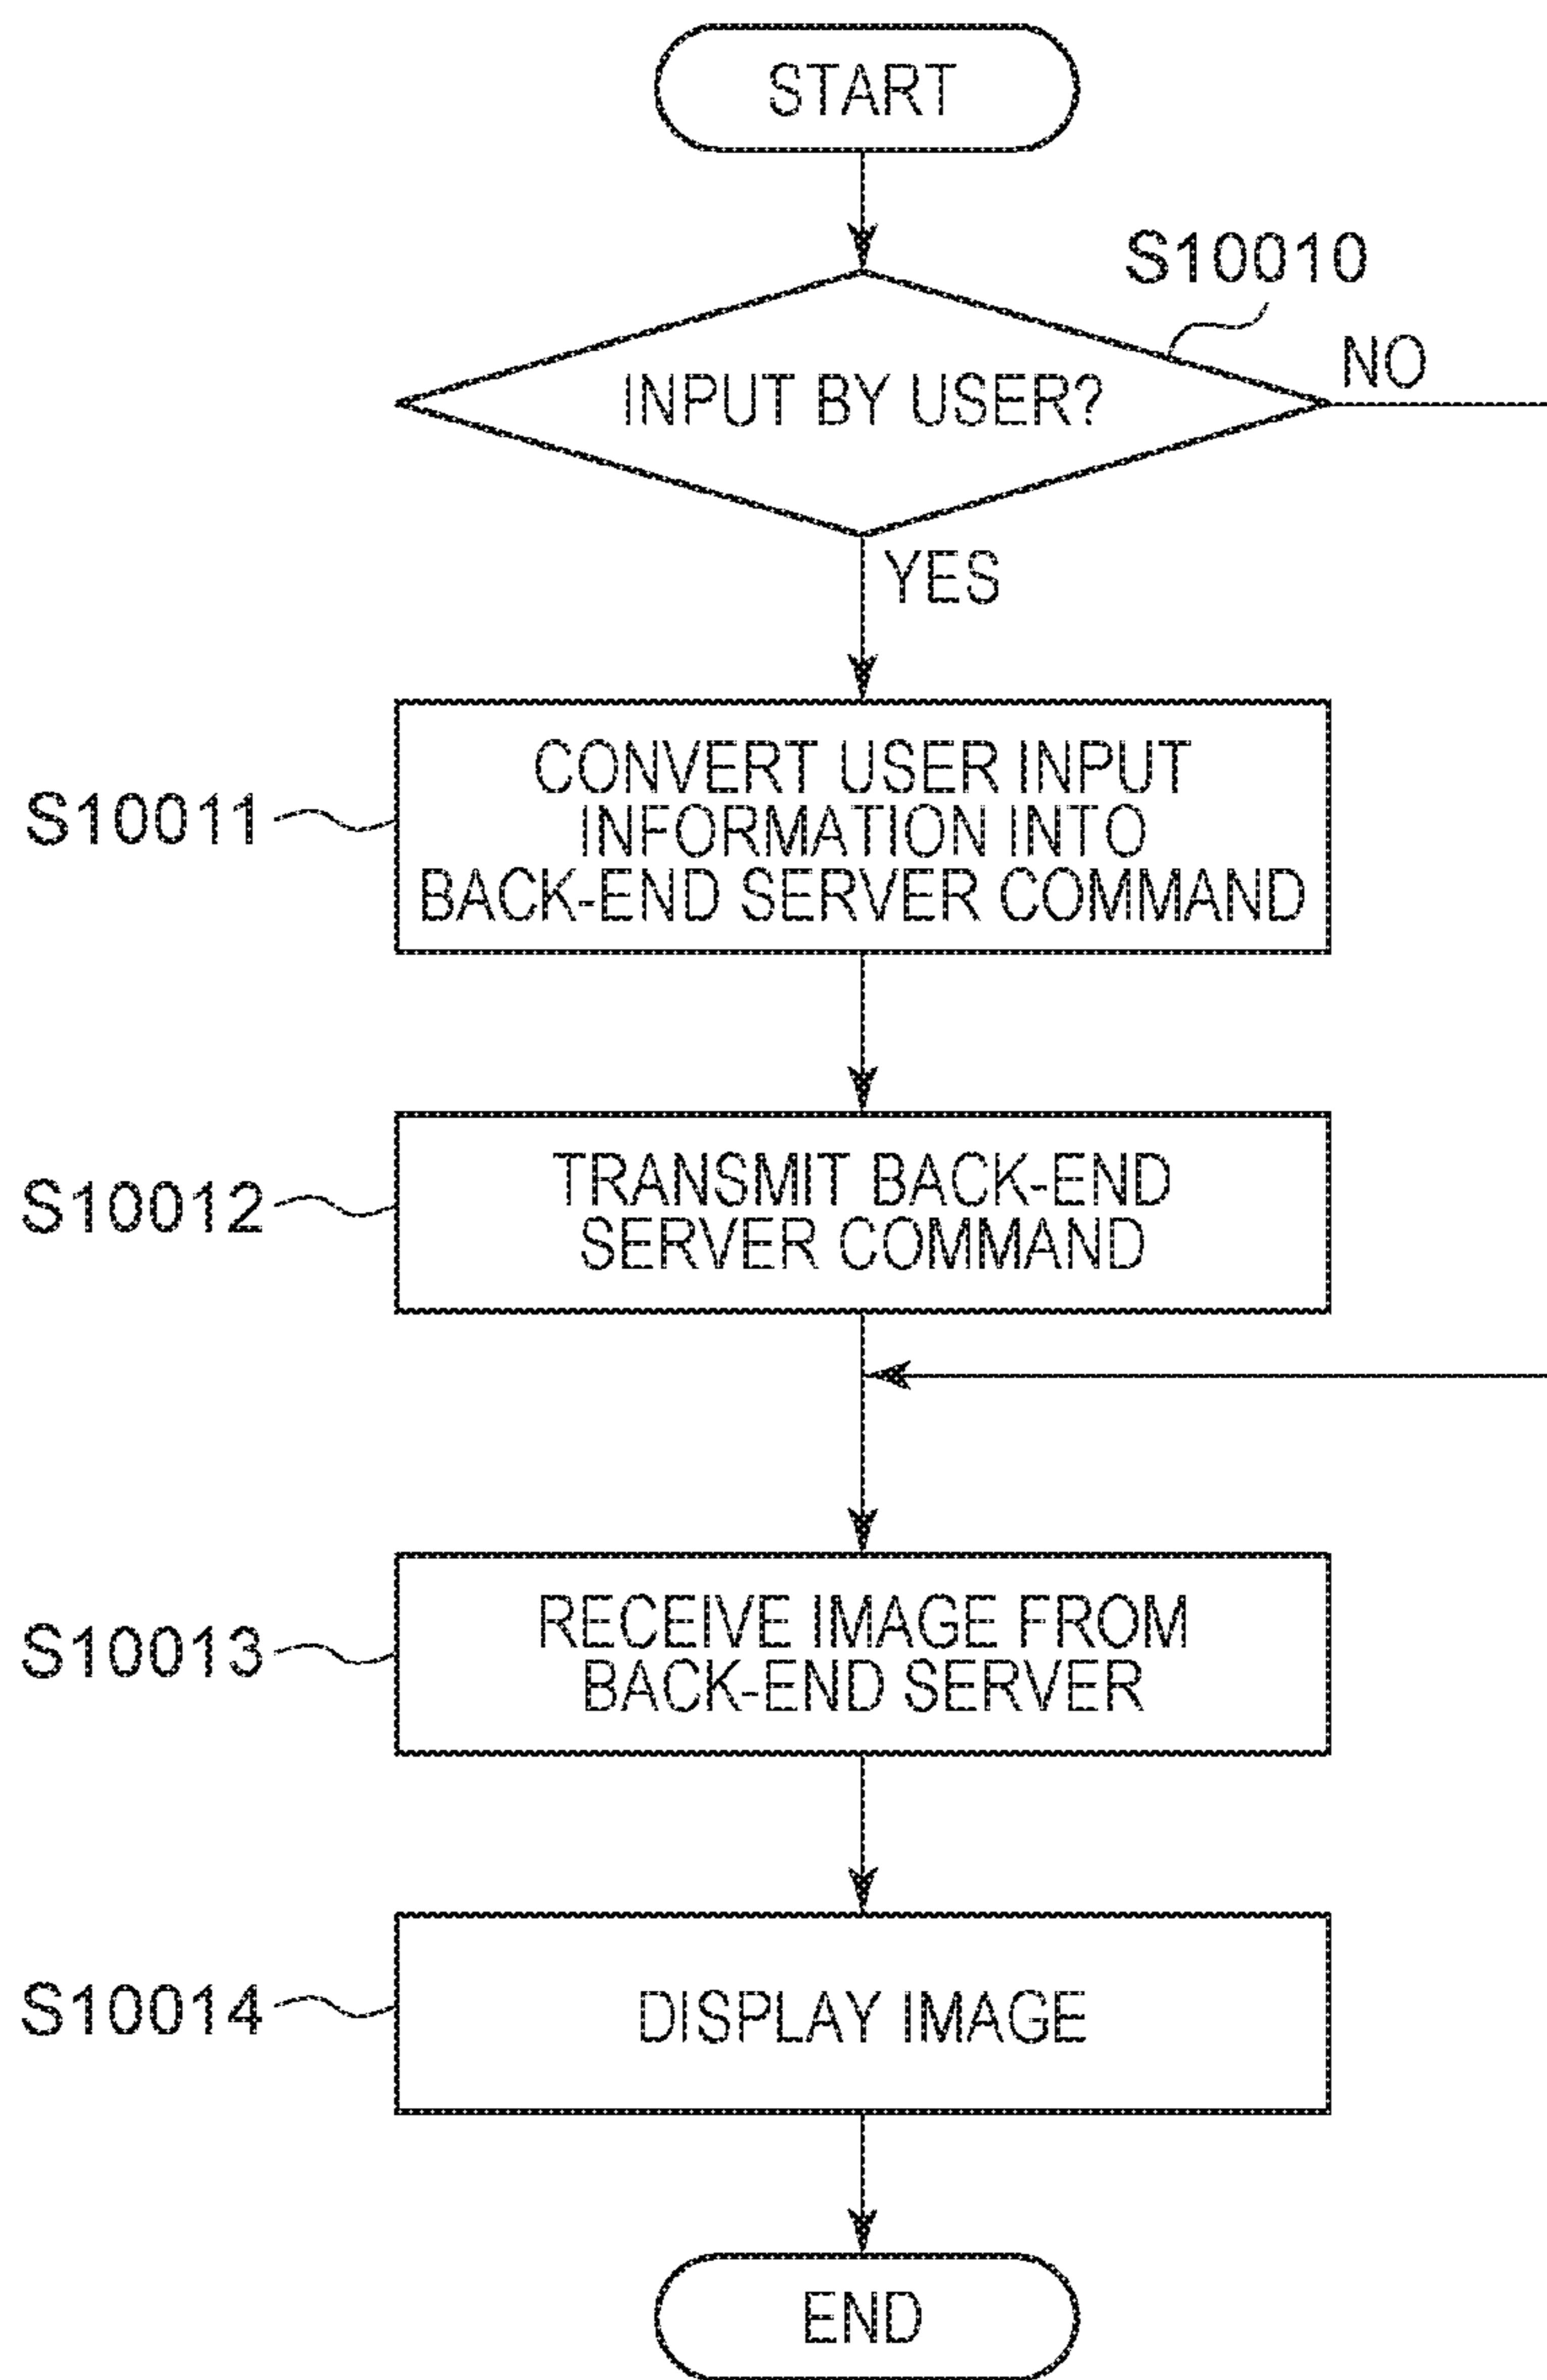 START
S10010
INPUT BY USER?
NO
YES
S10011
CONVERT USER INPUT
INFORMATION INTO
BACK-END SERVER COMMAND
S10012
TRANSMIT BACK-END
SERVER COMMAND
S10013
RECEIVE IMAGE FROM
BACK-END SERVER
S10014
DISPLAY IMAGE
END